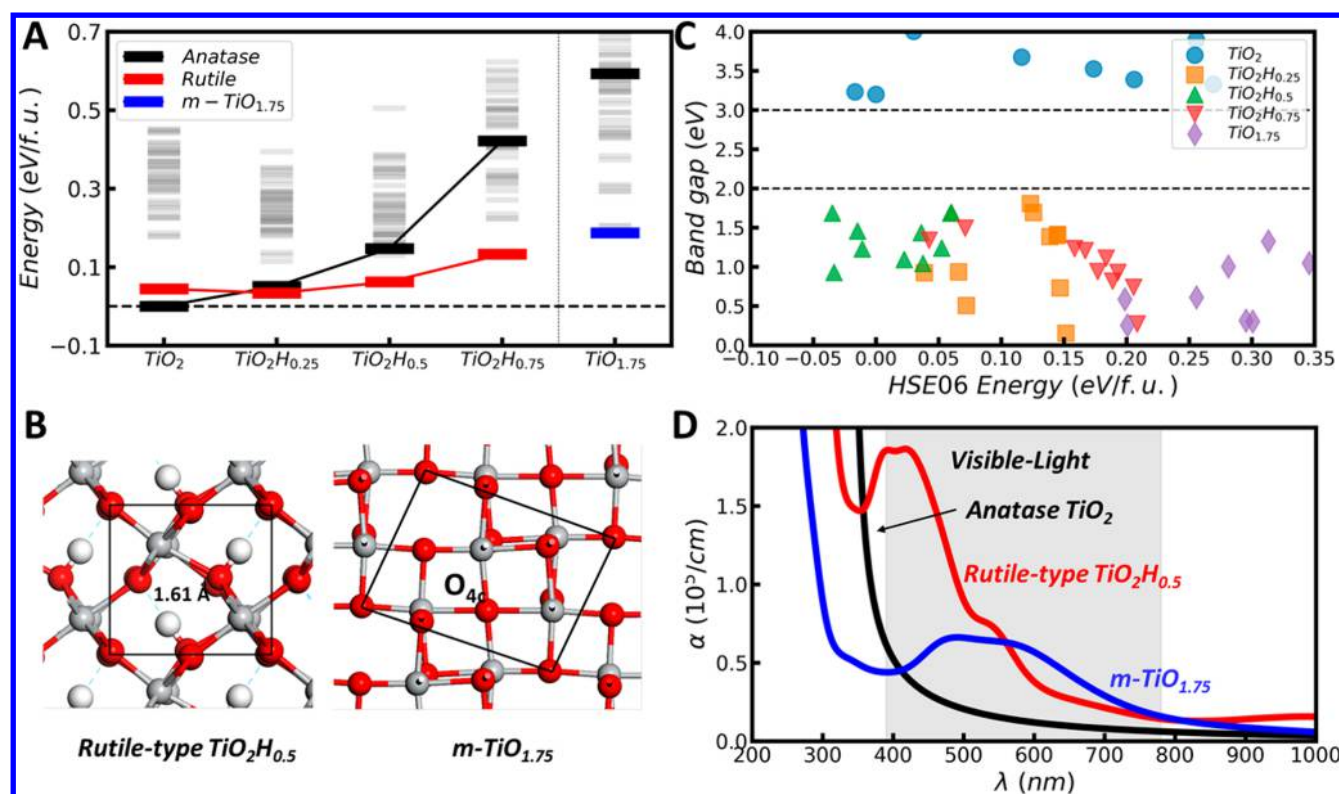 A
Energy (eV/f.u.)
0.7
0.5
0.3
0.1
−0.1
Anatase
Rutile
m − TiO1.75
TiO2
TiO2H0.25
TiO2H0.5
TiO2H0.75
TiO1.75
C
Band gap (eV)
4.0
3.5
3.0
2.5
2.0
1.5
1.0
0.5
0.0
TiO2
TiO2H0.25
TiO2H0.5
TiO2H0.75
TiO1.75
−0.10
−0.05
0.00
0.05
0.10
0.15
0.20
0.25
0.30
0.35
HSE06 Energy (eV/f.u.)
B
1.61 Å
O4c
Rutile-type TiO2H0.5
m-TiO1.75
D
α (10⁵/cm)
2.0
1.5
1.0
0.5
0.0
Visible-Light
Anatase TiO2
Rutile-type TiO2H0.5
m-TiO1.75
200
300
400
500
600
700
800
900
1000
λ (nm)